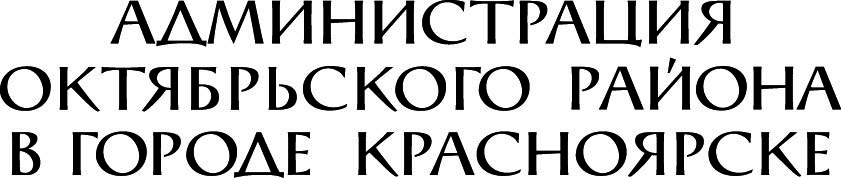 АДМИНИСТРАЦИЯ
ОКТЯБРЬСКОГО РАЙОНА
В ГОРОДЕ КРАСНОЯРСКЕ